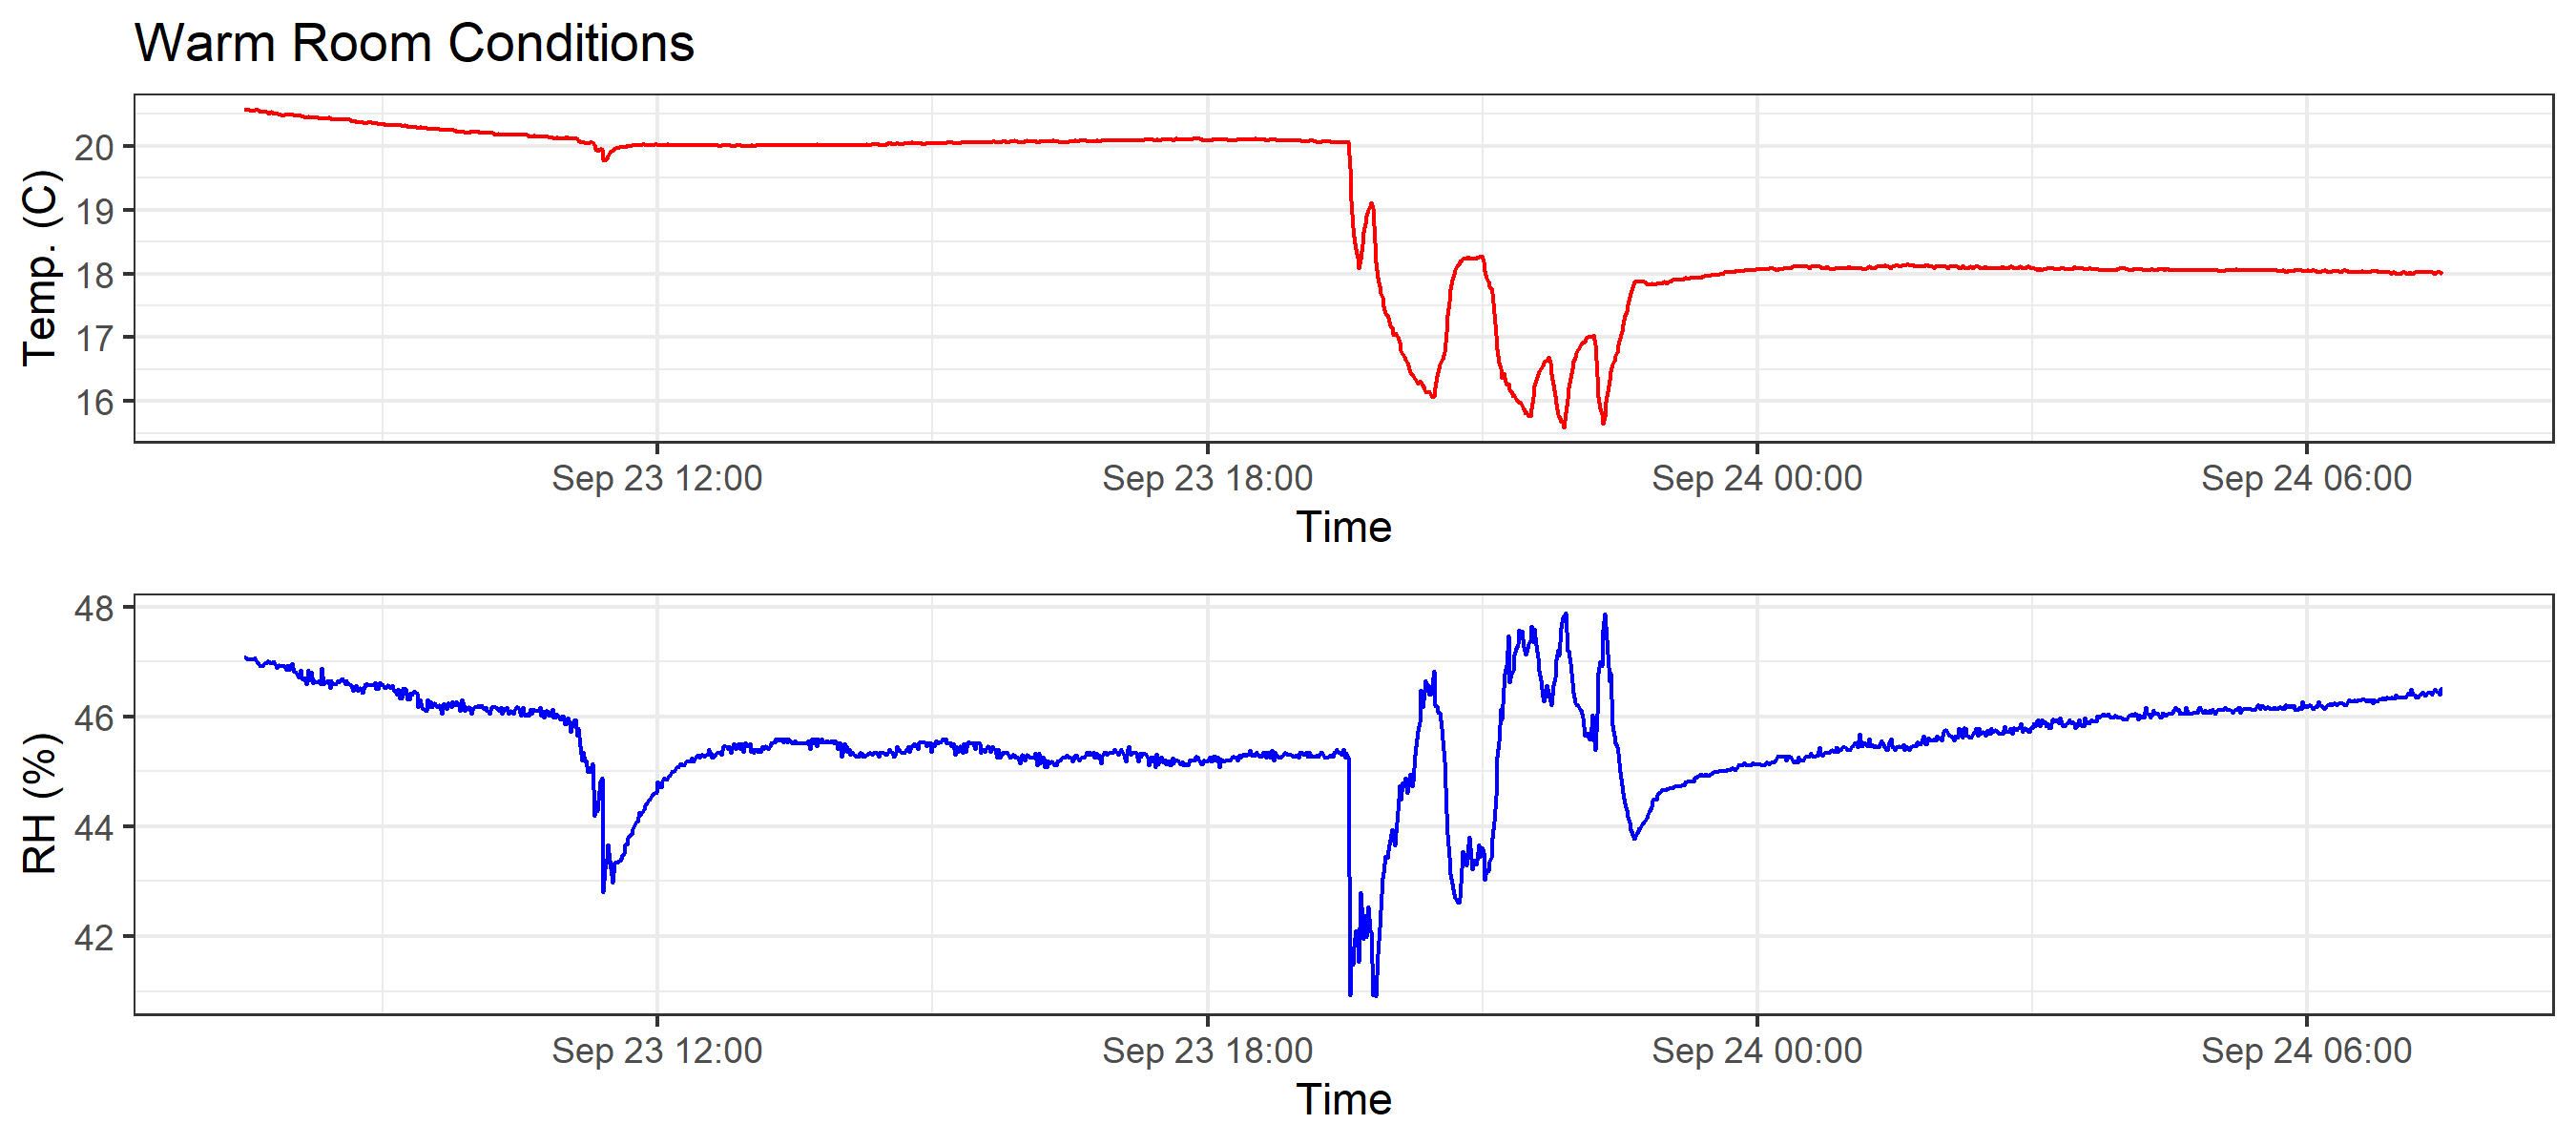 Warm Room Conditions
Temp. (C)
20
19
18
17
16
Sep 23 12:00 Sep 23 18:00 Sep 24 00:00 Sep 24 06:00
Time
RH (%)
48
46
44
42
Sep 23 12:00 Sep 23 18:00 Sep 24 00:00 Sep 24 06:00
Time